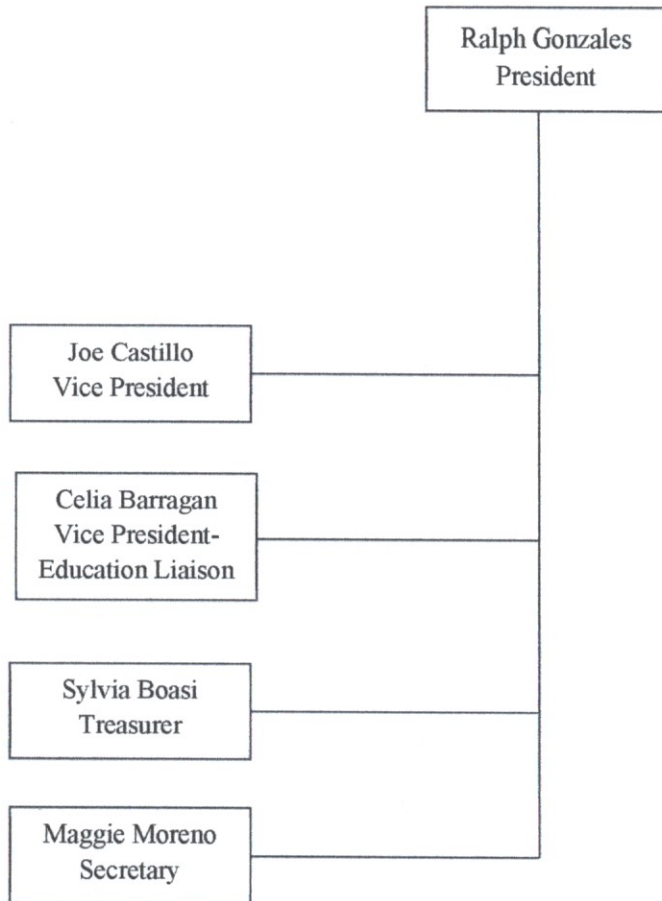 Ralph Gonzales
President
Joe Castillo
Vice President
Celia Barragan
Vice President-
Education Liaison
Sylvia Boasi
Treasurer
Maggie Moreno
Secretary